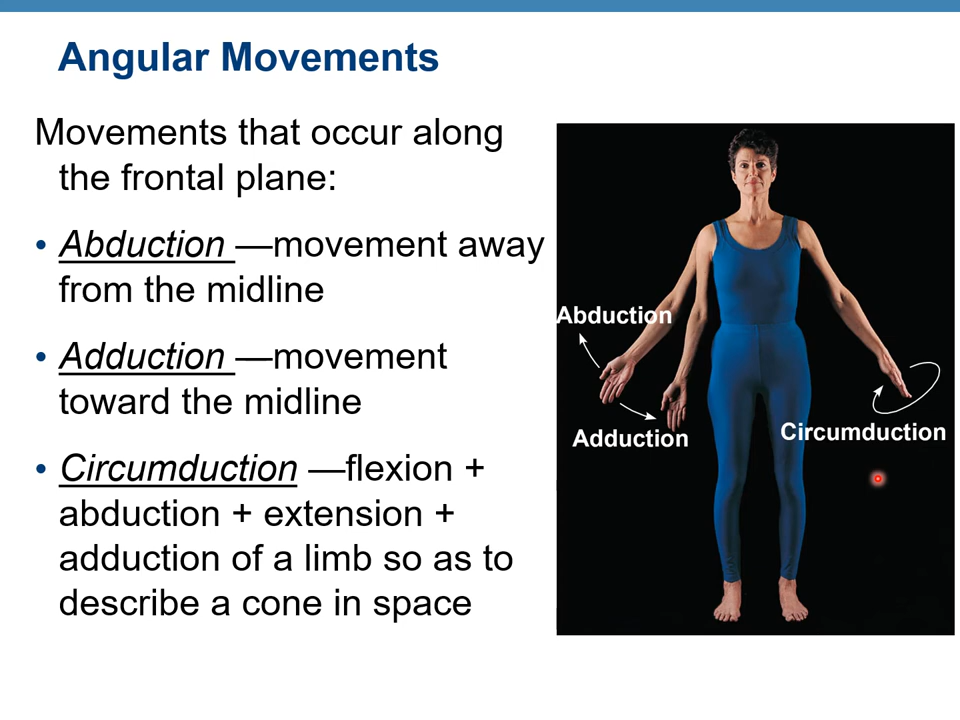 Angular Movements
Movements that occur along
the frontal plane:
• Abduction —movement away
from the midline
• Adduction —movement
toward the midline
• Circumduction —flexion +
abduction + extension +
adduction of a limb so as to
describe a cone in space
Abduction
Adduction
Circumduction